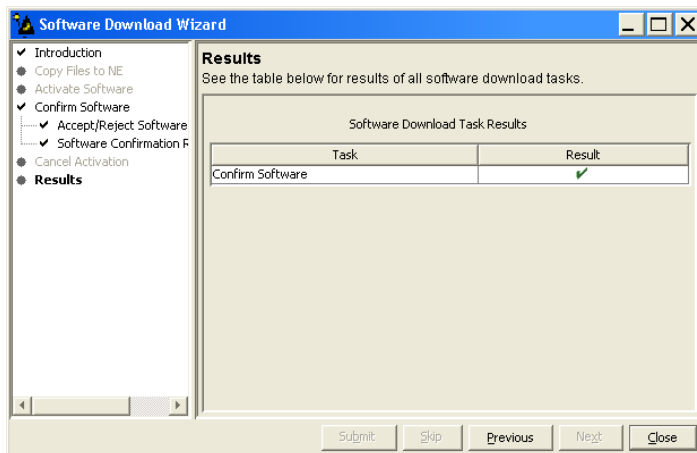 Software Download Wizard
Introduction
Copy Files to NE
Activate Software
Confirm Software
Accept/Reject Software
Software Confirmation R
Cancel Activation
Results
Results
See the table below for results of all software download tasks.
Software Download Task Results
Task Result
Confirm Software
Submit Skip Previous Next Close